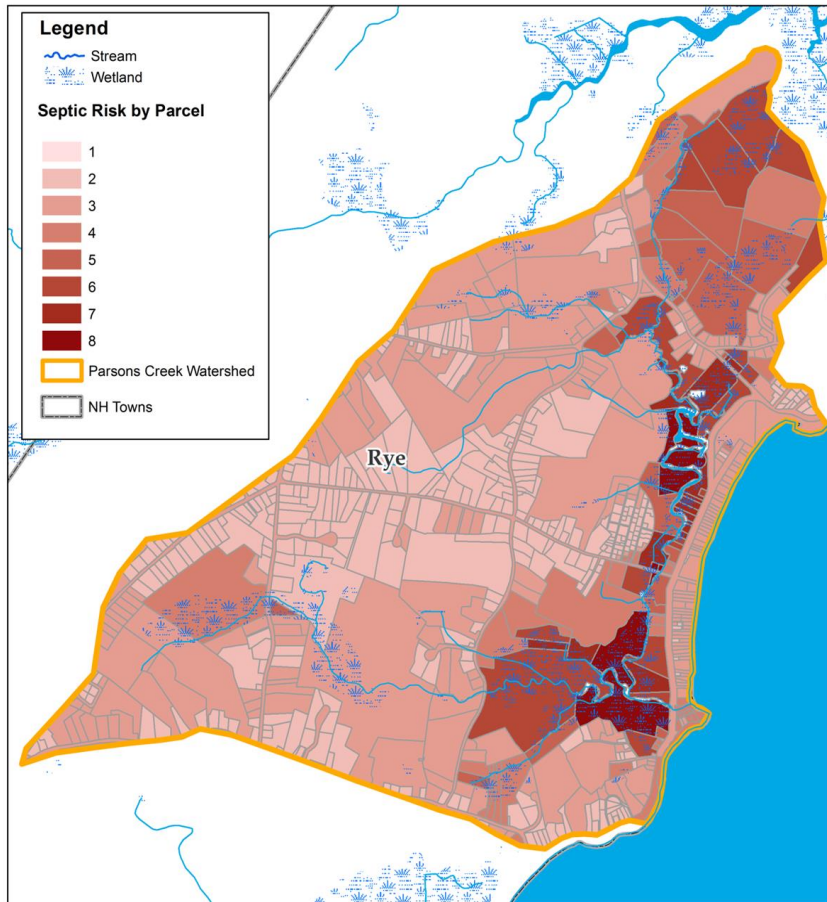 Legend
Stream
Wetland
Septic Risk by Parcel
1
2
3
4
5
6
7
8
Parsons Creek Watershed
NH Towns
Rye